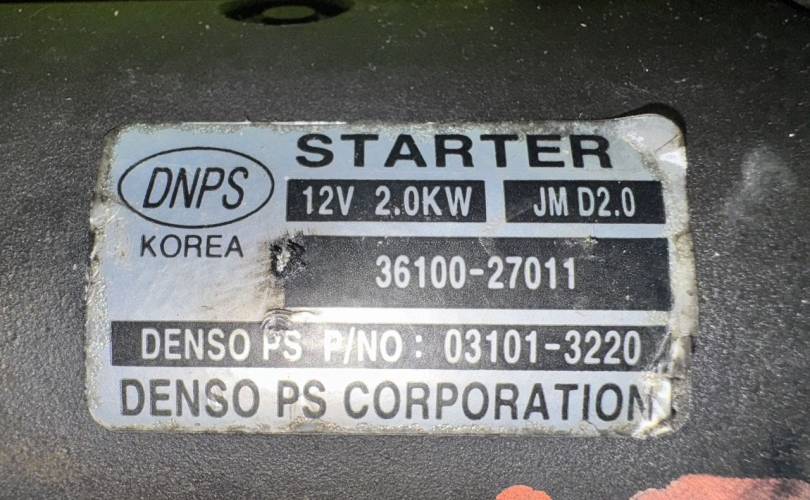 STARTER
DNPS
12V 2.0KW JM D2.0
KOREA
36100-27011
DENSO PS P/NO : 03101-3220
DENSO PS CORPORATION